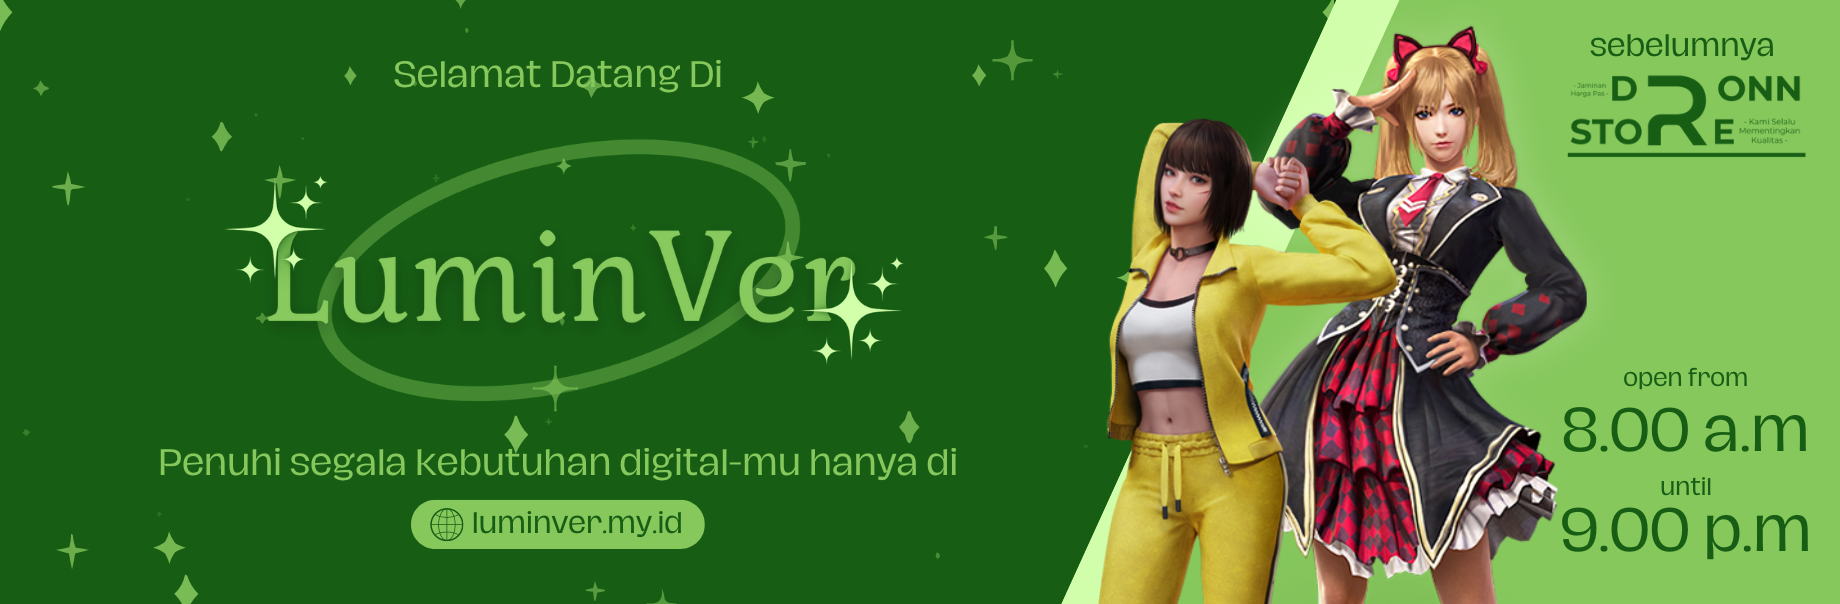 Selamat Datang Di
LuminVer
Penuhi segala kebutuhan digital-mu hanya di
luminver.my.id
sebelumnya
- Jaminan
Harga Pas -
DRONN
STORE
- Kami Selalu
Mementingkan
Kualitas -
open from
8.00 a.m
until
9.00 p.m